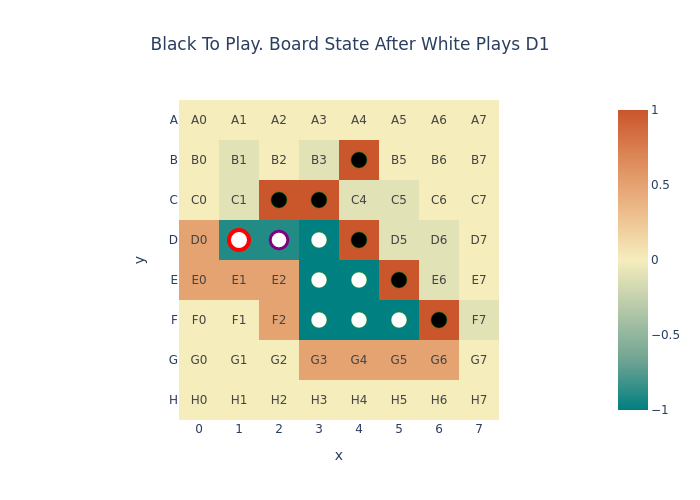 Black To Play. Board State After White Plays D1
A A0 A1 A2 A3 A4 A5 A6 A7
B B0 B1 B2 B3 B5 B6 B7
C C0 C1 C4 C5 C6 C7
D D0 D5 D6 D7
E E0 E1 E2 E6 E7
F F0 F1 F2 F7
G G0 G1 G2 G3 G4 G5 G6 G7
H H0 H1 H2 H3 H4 H5 H6 H7
0 1 2 3 4 5 6 7
x
y
1
0.5
0
−0.5
−1